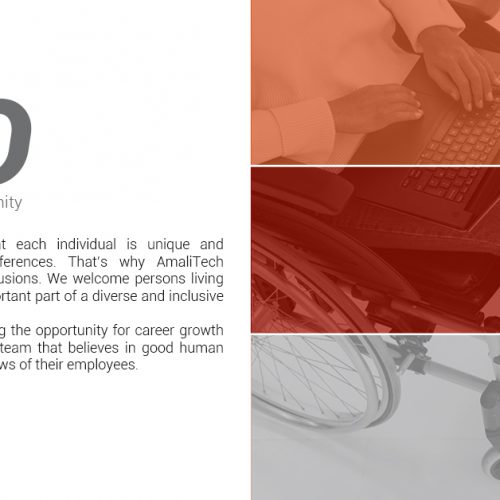 D
nity
t each individual is unique and
ferences. That's why AmaliTech
usions. We welcome persons living
rtant part of a diverse and inclusive
g the opportunity for career growth
team that believes in good human
ws of their employees.